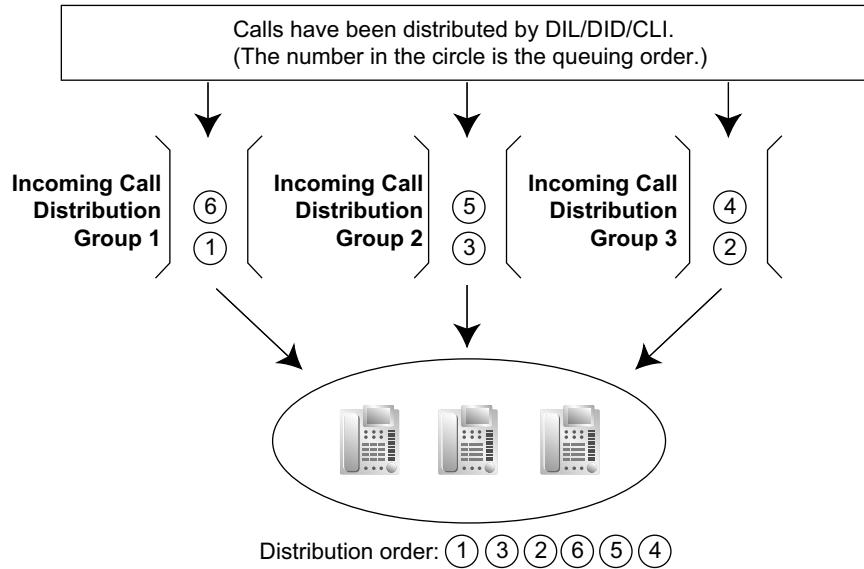 Calls have been distributed by DIL/DID/CLI.
(The number in the circle is the queuing order.)
Incoming Call
Distribution
Group 1
6
1
Incoming Call
Distribution
Group 2
5
3
Incoming Call
Distribution
Group 3
4
2
Distribution order: 1 3 2 6 5 4